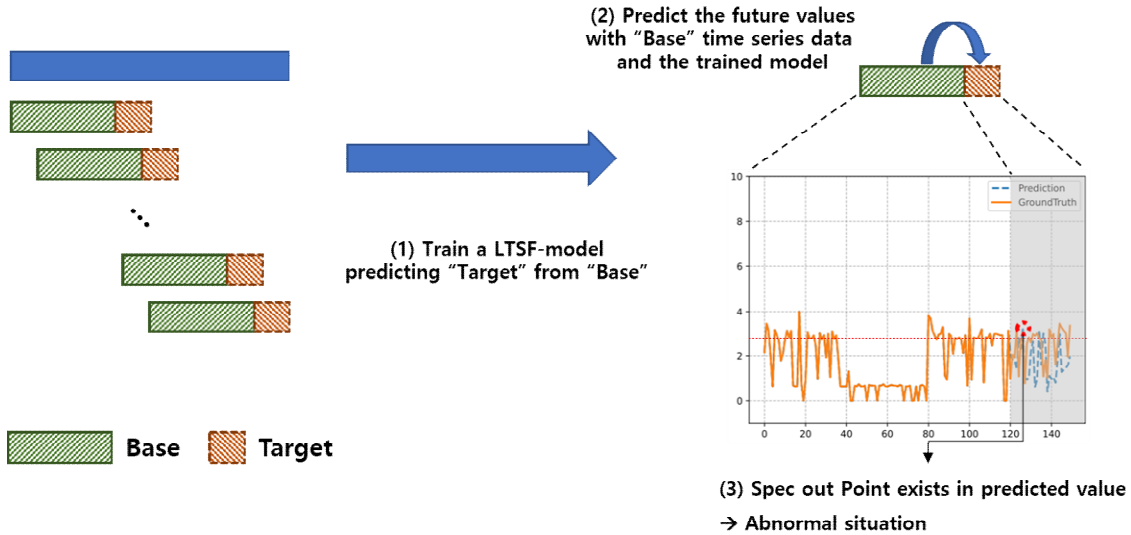 (2) Predict the future values
with “Base” time series data
and the trained model
(1) Train a LTSF-model
predicting “Target” from “Base”
Base
Target
Prediction
GroundTruth
10
8
6
4
2
0
0 20 40 60 80 100 120 140
(3) Spec out Point exists in predicted value
→ Abnormal situation